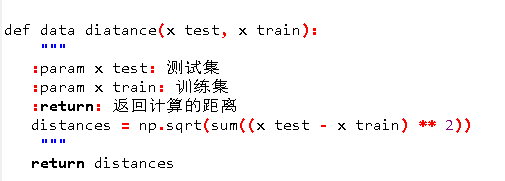 def data diatance(x test, x train):
"""
:param x test: 测试集
:param x train: 训练集
:return: 返回计算的距离
distances = np.sqrt(sum((x test - x train) ** 2))
"""
return distances